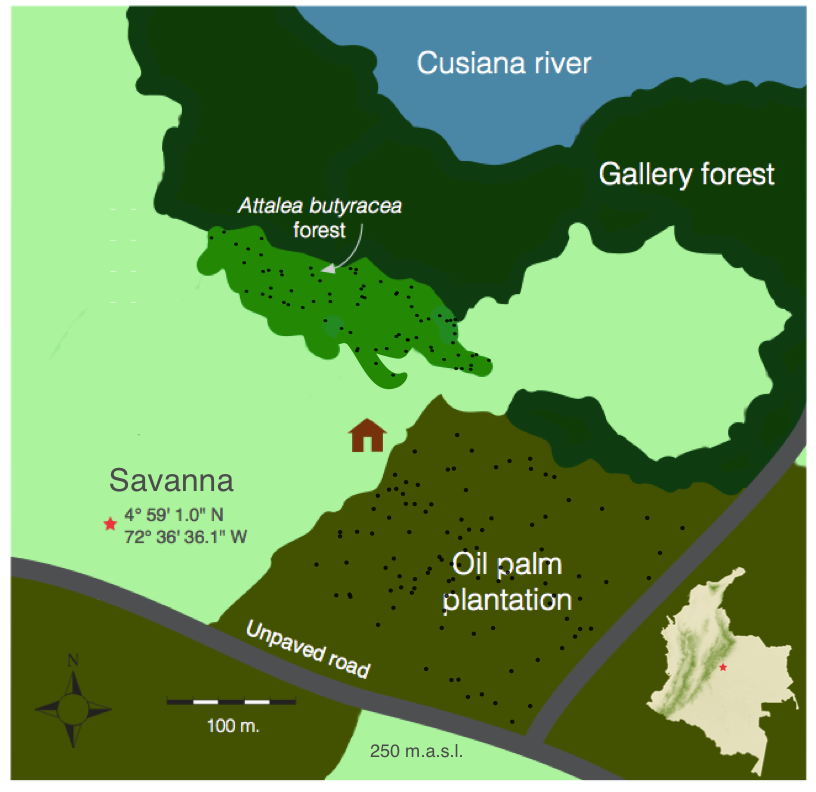 Cusiana river
Gallery forest
Attalea butyracea
forest
Savanna
4° 59' 1.0" N
72° 36' 36.1" W
Oil palm
plantation
Unpaved road
N
100 m.
250 m.a.s.l.